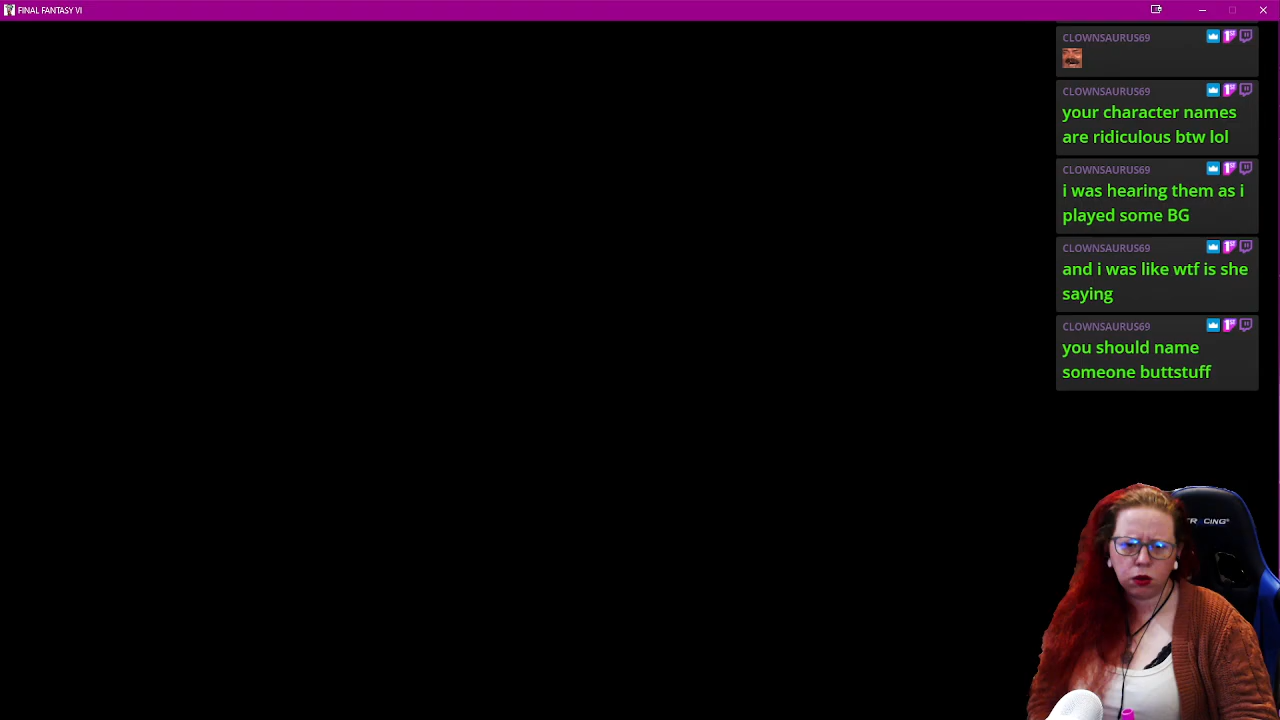 FINAL FANTASY VI
CLOWNSAURUS69
CLOWNSAURUS69
your character names
are ridiculous btw lol
CLOWNSAURUS69
i was hearing them as i
played some BG
CLOWNSAURUS69
and i was like wtf is she
saying
CLOWNSAURUS69
you should name
someone buttstuff